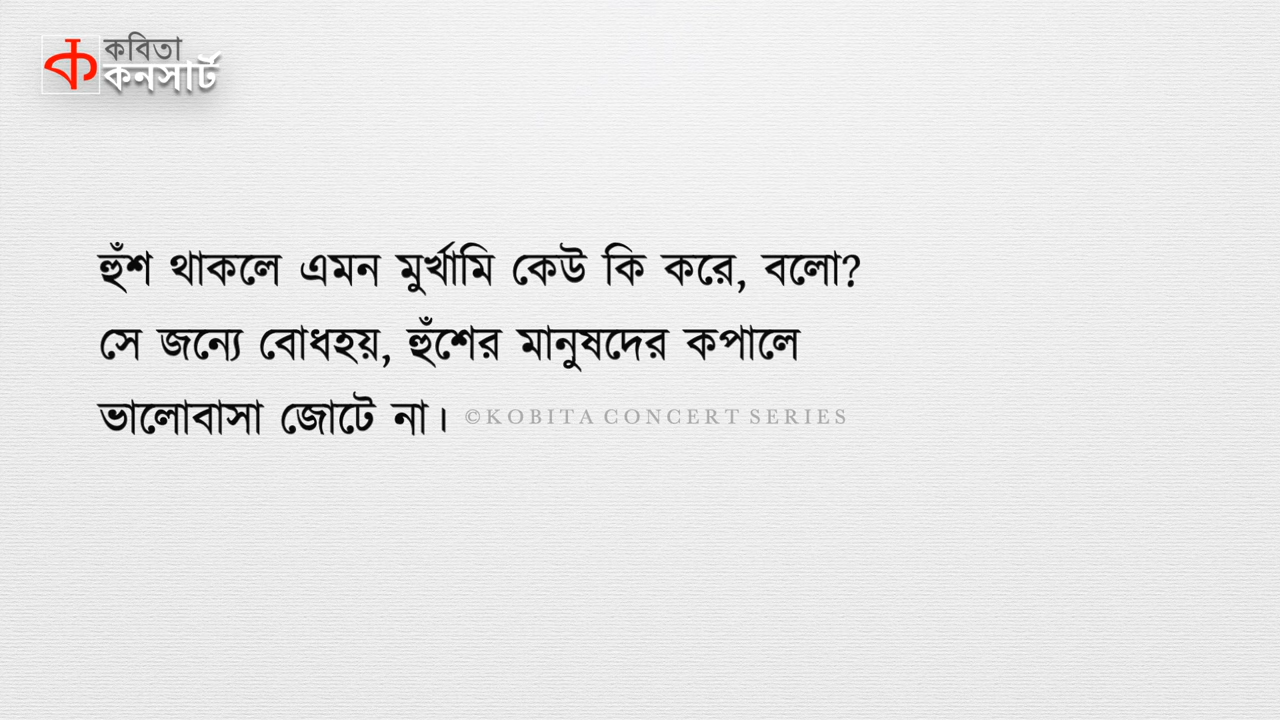 কবিতা
কনসার্ট
হুঁশ থাকলে এমন মুর্খামি কেউ কি করে, বলো?
সে জন্যে বোধহয়, হুঁশের মানুষদের কপালে
ভালোবাসা জোটে না। ©KOBITA CONCERT SERIES